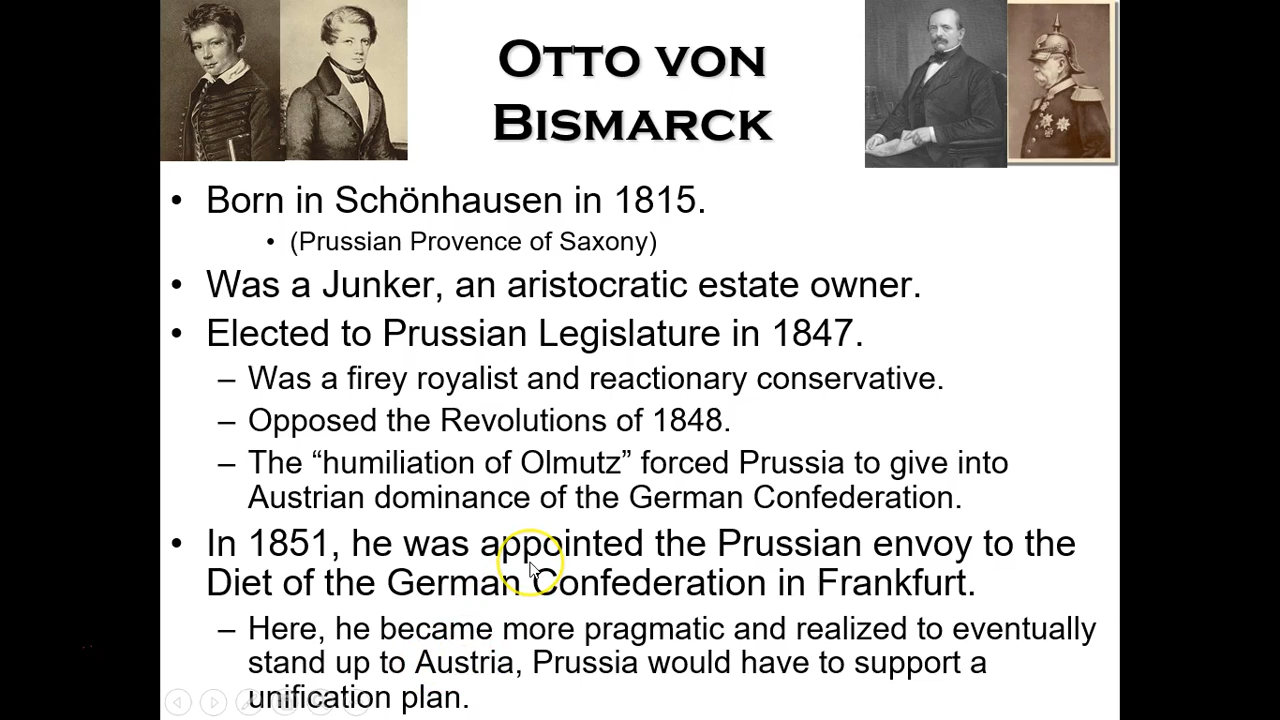 OTTO VON
BISMARCK
• Born in Schönhausen in 1815.
• (Prussian Provence of Saxony)
• Was a Junker, an aristocratic estate owner.
• Elected to Prussian Legislature in 1847.
– Was a firey royalist and reactionary conservative.
– Opposed the Revolutions of 1848.
– The “humiliation of Olmutz” forced Prussia to give into
Austrian dominance of the German Confederation.
• In 1851, he was appointed the Prussian envoy to the
Diet of the German Confederation in Frankfurt.
– Here, he became more pragmatic and realized to eventually
stand up to Austria, Prussia would have to support a
unification plan.